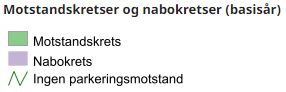 Motstandskretser og nabokretser (basisår)
Motstandskrets
Nabokrets
Ingen parkeringsmotstand